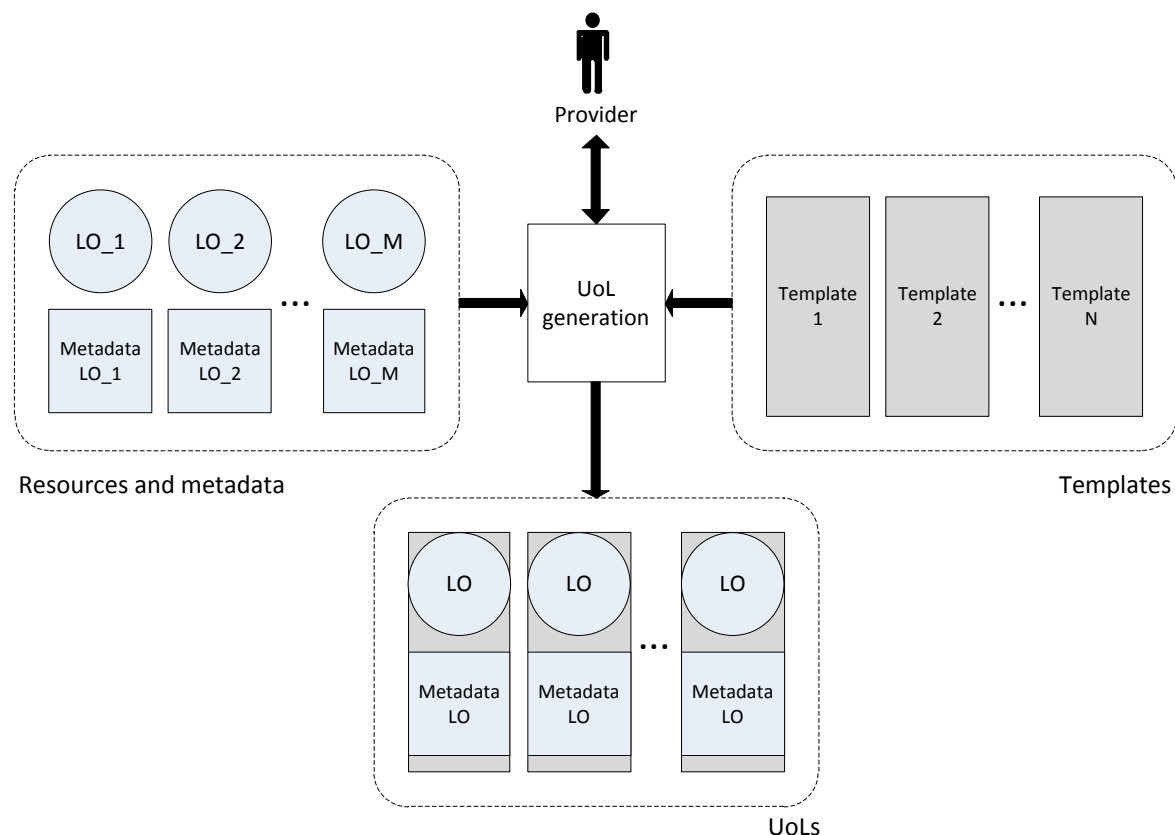 Provider
LO_1
LO_2
...
LO_M
Metadata
LO_1
Metadata
LO_2
Metadata
LO_M
Resources and metadata
UoL
generation
Template
1
Template
2
...
Template
N
Templates
LO
LO
...
LO
Metadata
LO
Metadata
LO
Metadata
LO
UoLs